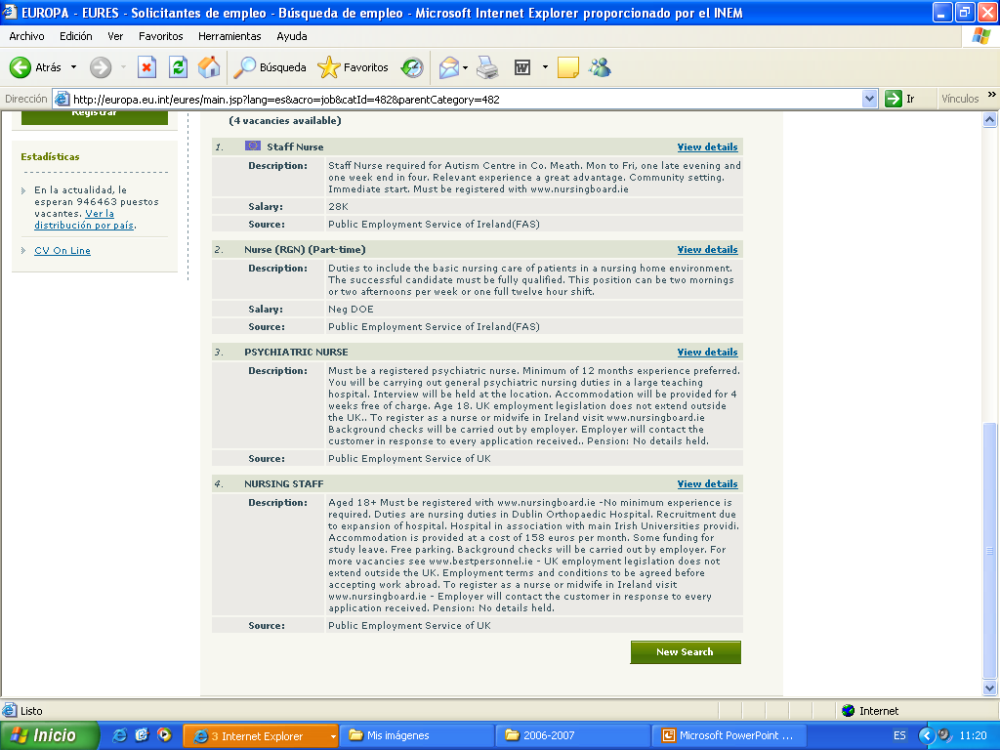 EUROPA - EURES - Solicitantes de empleo - Búsqueda de empleo - Microsoft Internet Explorer proporcionado por el INEM
Archivo Edición Ver Favoritos Herramientas Ayuda
Atrás Búsqueda Favoritos
Dirección http://europa.eu.int/eures/main.jsp?lang=es&acro=job&catId=482&parentCategory=482 Ir Vínculos
Registrar
Estadísticas
En la actualidad, le
esperan 946463 puestos
vacantes. Ver la
distribución por país.
CV On Line
(4 vacancies available)
1. Staff Nurse View details
Description: Staff Nurse required for Autism Centre in Co. Meath. Mon to Fri, one late evening and
one week end in four. Relevant experience a great advantage. Community setting.
Immediate start. Must be registered with www.nursingboard.ie
Salary: 28K
Source: Public Employment Service of Ireland(FAS)
2. Nurse (RGN) (Part-time) View details
Description: Duties to include the basic nursing care of patients in a nursing home environment.
The successful candidate must be fully qualified. This position can be two mornings
or two afternoons per week or one full twelve hour shift.
Salary: Neg DOE
Source: Public Employment Service of Ireland(FAS)
3. PSYCHIATRIC NURSE View details
Description: Must be a registered psychiatric nurse. Minimum of 12 months experience preferred.
You will be carrying out general psychiatric nursing duties in a large teaching
hospital. Interview will be held at the location. Accommodation will be provided for 4
weeks free of charge. Age 18. UK employment legislation does not extend outside
the UK.. To register as a nurse or midwife in Ireland visit www.nursingboard.ie
Background checks will be carried out by employer. Employer will contact the
customer in response to every application received.. Pension: No details held.
Source: Public Employment Service of UK
4. NURSING STAFF View details
Description: Aged 18+ Must be registered with www.nursingboard.ie -No minimum experience is
required. Duties are nursing duties in Dublin Orthopaedic Hospital. Recruitment due
to expansion of hospital. Hospital in association with main Irish Universities providi.
Accommodation is provided at a cost of 158 euros per month. Some funding for
study leave. Free parking. Background checks will be carried out by employer. For
more vacancies see www.bestpersonnel.ie - UK employment legislation does not
extend outside the UK. Employment terms and conditions to be agreed before
accepting work abroad. To register as a nurse or midwife in Ireland visit
www.nursingboard.ie - Employer will contact the customer in response to every
application received. Pension: No details held.
Source: Public Employment Service of UK
New Search
Listo Internet
Inicio 3 Internet Explorer Mis imágenes 2006-2007 Microsoft PowerPoint ... ES 11:20